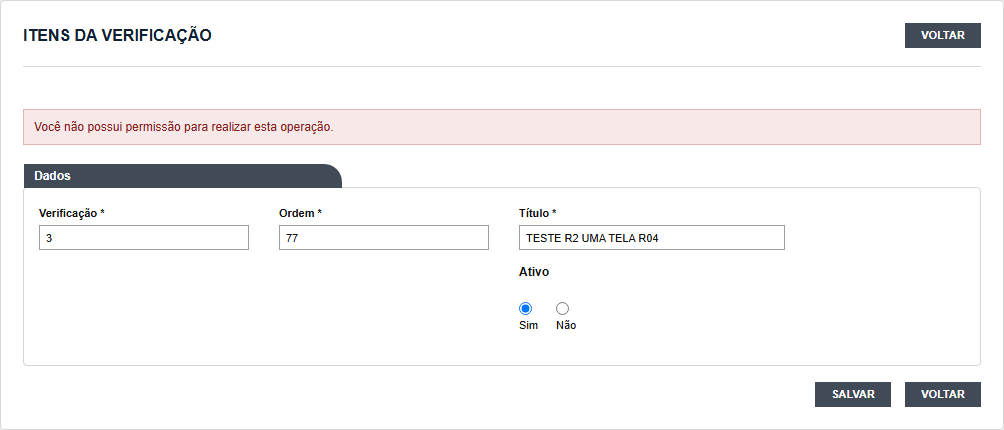 ITENS DA VERIFICAÇÃO
VOLTAR
Você não possui permissão para realizar esta operação.
Dados
Verificação *
Ordem *
Título *
3
77
TESTE R2 UMA TELA R04
Ativo
Sim
Não
SALVAR
VOLTAR